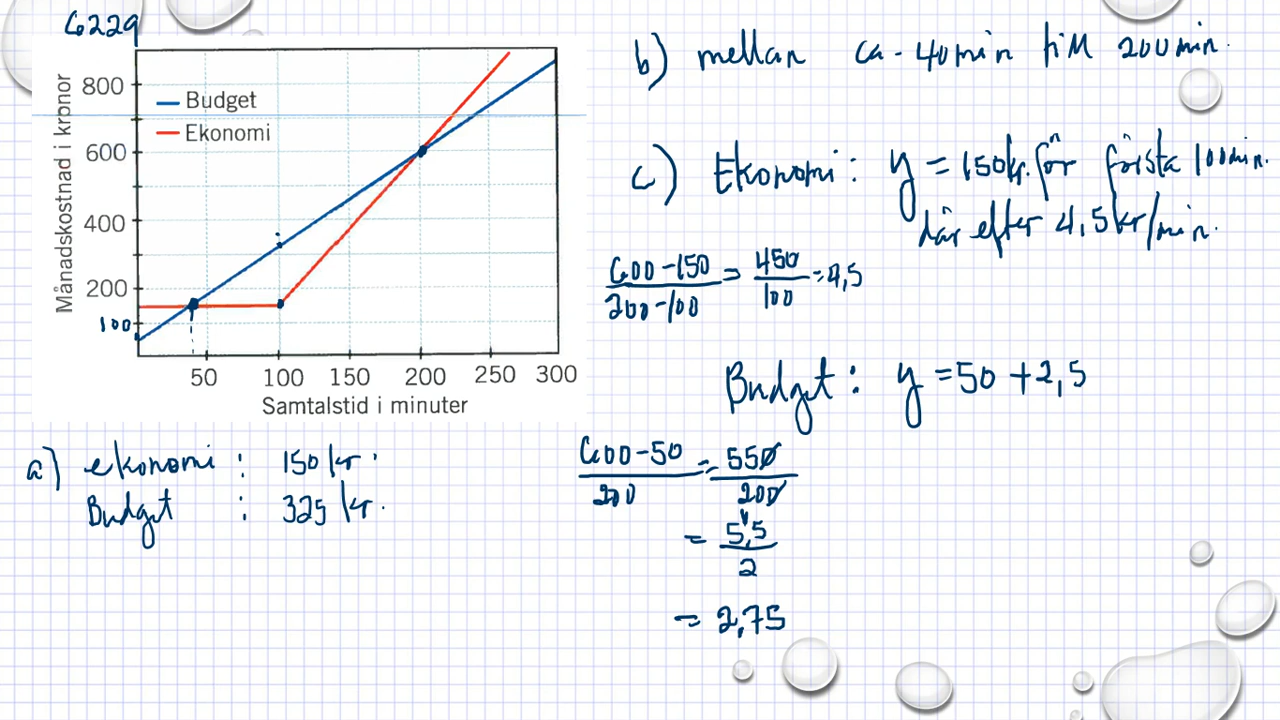 6229
Månadskostnad i kronor
800
600
400
200
100
Budget
Ekonomi
50 100 150 200 250 300
Samtalstid i minuter
a) ekonomi : 150 kr.
Budget : 325 kr.
b) mellan ca 40 min till 200 min.
c) Ekonomi : y = 150 kr. för första 100 min.
där efter 4,5 kr/min.
600-150 / 200-100 = 450 / 100 = 4,5
Budget : y = 50 + 2,5
600-50 / 200 = 550 / 200
= 5,5 / 2
= 2,75